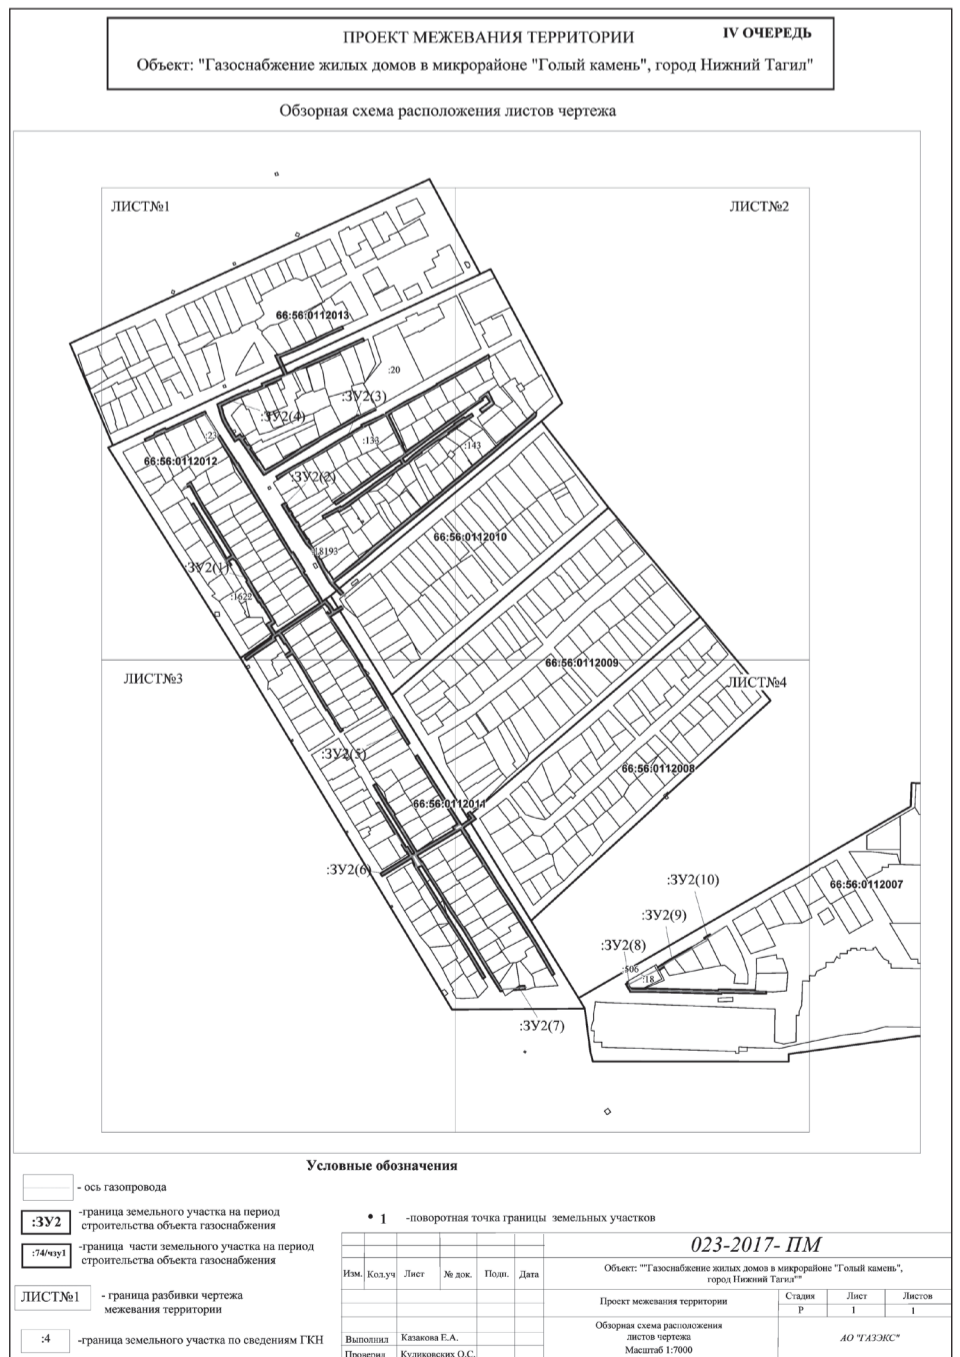 ПРОЕКТ МЕЖЕВАНИЯ ТЕРРИТОРИИ
IV ОЧЕРЕДЬ
Объект: "Газоснабжение жилых домов в микрорайоне "Голый камень", город Нижний Тагил"
Обзорная схема расположения листов чертежа
ЛИСТ№1
ЛИСТ№2
66:56:0112013
:20
:ЗУ2(3)
:ЗУ2(4)
:23
:133
:143
66:56:0112012
:ЗУ2(2)
66:56:0112010
:18193
:ЗУ2(1)
:1622
66:56:0112009
ЛИСТ№3
ЛИСТ№4
:ЗУ2(5)
66:56:0112008
66:56:0112011
:ЗУ2(6)
:ЗУ2(10)
66:56:0112007
:ЗУ2(9)
:ЗУ2(8)
:506
:18
:ЗУ2(7)
Условные обозначения
- ось газопровода
:ЗУ2
-граница земельного участка на период
строительства объекта газоснабжения
:74/чзу1
-граница части земельного участка на период
строительства объекта газоснабжения
ЛИСТ№1
- граница разбивки чертежа
межевания территории
:4
-граница земельного участка по сведениям ГКН
• 1 -поворотная точка границы земельных участков
023-2017- ПМ
Изм. Кол.уч Лист № док. Подп. Дата
Объект: ""Газоснабжение жилых домов в микрорайоне "Голый камень",
город Нижний Тагил""
Проект межевания территории
Стадия Лист Листов
Р 1 1
Выполнил Казакова Е.А.
Проверил Куликовских О.С.
Обзорная схема расположения
листов чертежа
Масштаб 1:7000
АО "ГАЗЭКС"